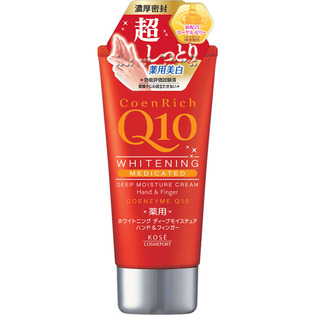 濃厚密封
超
しっとり
薬用美白
CoenRich
Q10
WHITENING
MEDICATED
DEEP MOISTURE CREAM
Hand & Finger
COENZYME Q10
*薬用*
ホワイトニング ディープモイスチュア
ハンド&フィンガー
KOSÉ
COSMEPORT